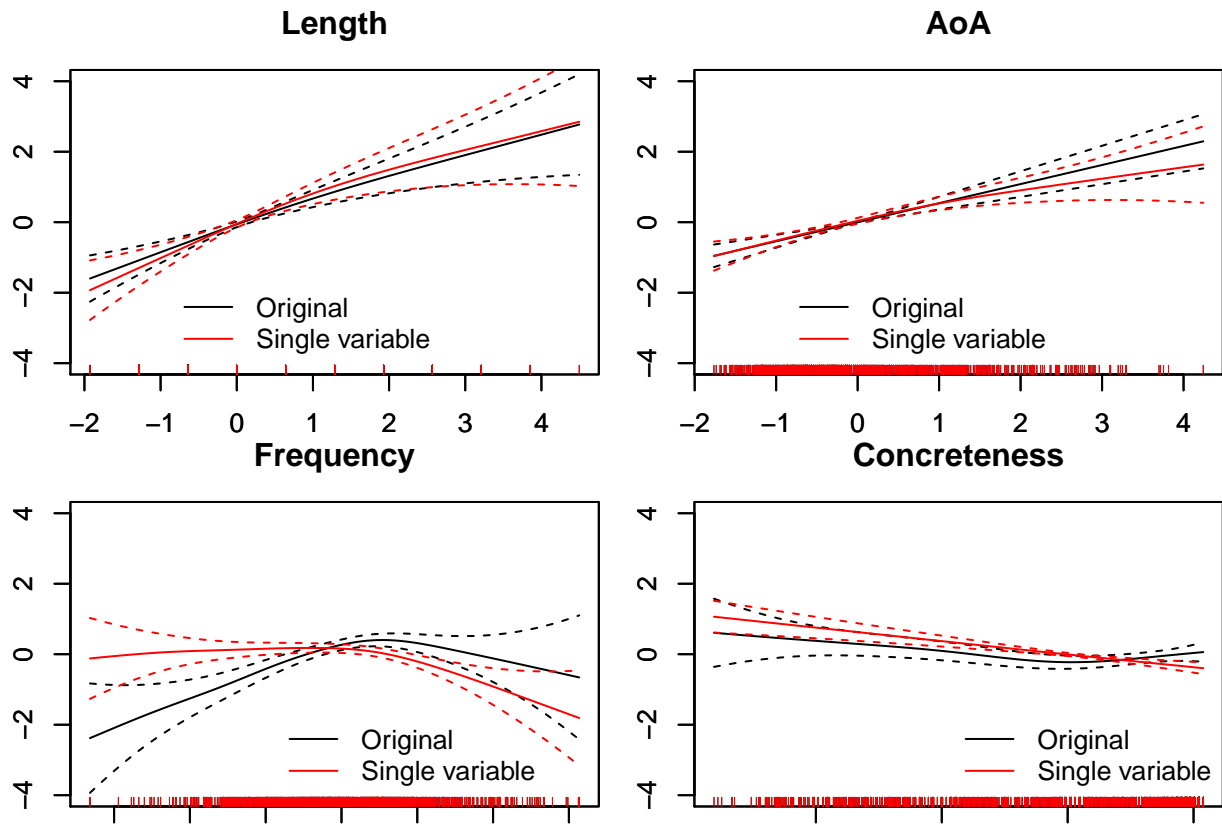 Length
AoA
4
2
0
−2
−4
Original
Single variable
−2 −1 0 1 2 3 4
4
2
0
−2
−4
Original
Single variable
−1 0 1 2 3 4
Frequency
Concreteness
4
2
0
−2
−4
Original
Single variable
4
2
0
−2
−4
Original
Single variable